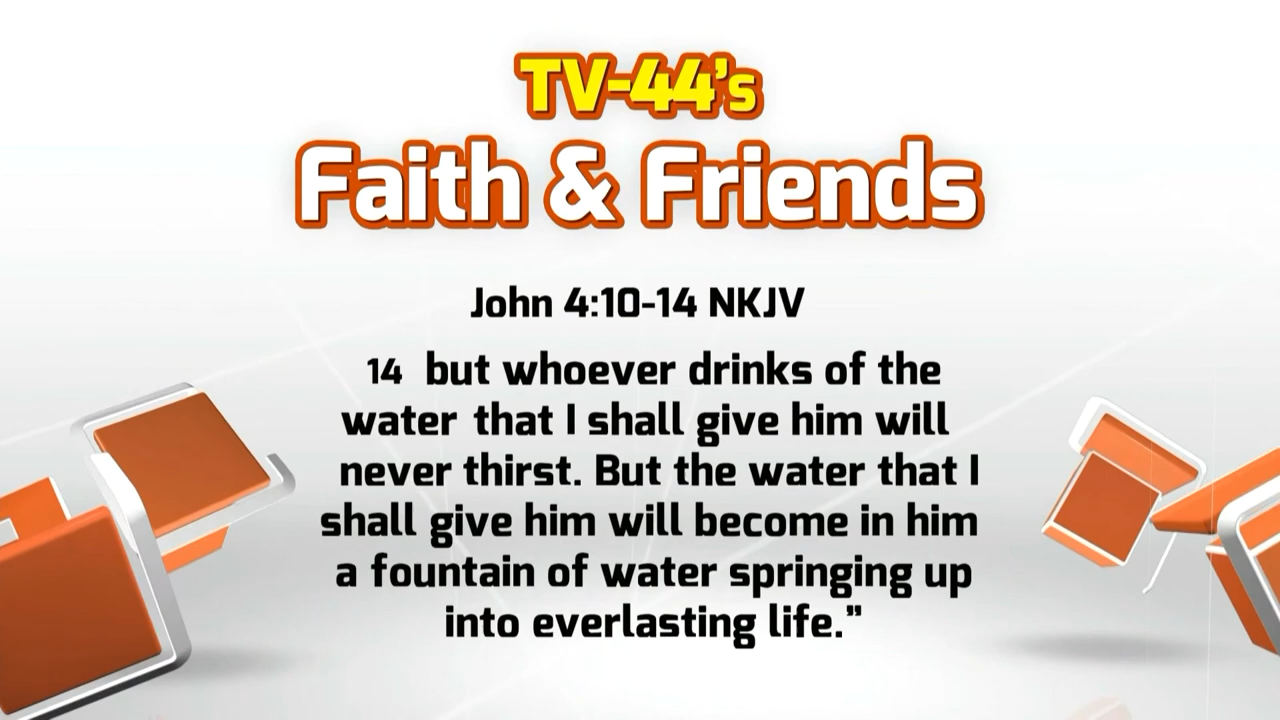 TV-44's
Faith & Friends
John 4:10-14 NKJV
14 but whoever drinks of the
water that I shall give him will
never thirst. But the water that I
shall give him will become in him
a fountain of water springing up
into everlasting life.”